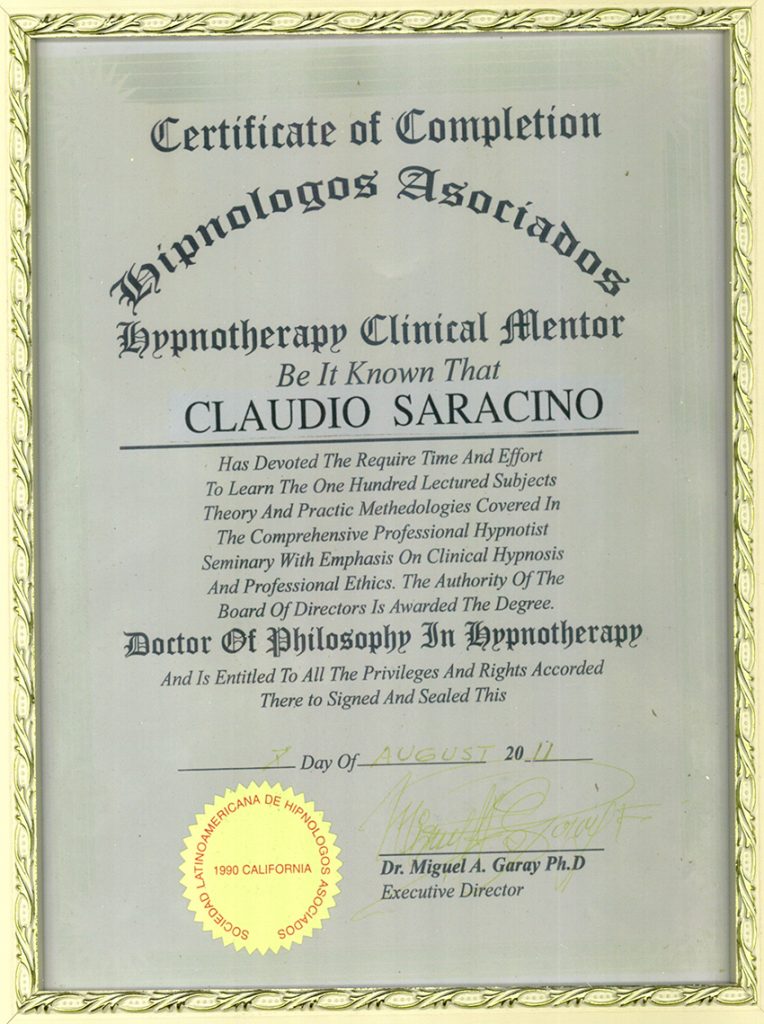 Certificate of Completion
Hipnologos Asociados
Hypnotherapy Clinical Mentor
Be It Known That
CLAUDIO SARACINO
Has Devoted The Require Time And Effort
To Learn The One Hundred Lectured Subjects
Theory And Practic Methedologies Covered In
The Comprehensive Professional Hypnotist
Seminary With Emphasis On Clinical Hypnosis
And Professional Ethics. The Authority Of The
Board Of Directors Is Awarded The Degree.
Doctor Of Philosophy In Hypnotherapy
And Is Entitled To All The Privileges And Rights Accorded
There to Signed And Sealed This
Day Of AUGUST 2011
SOCIEDAD LATINOAMERICANA DE HIPNOLOGOS ASOCIADOS
1990 CALIFORNIA
Dr. Miguel A. Garay Ph.D
Executive Director